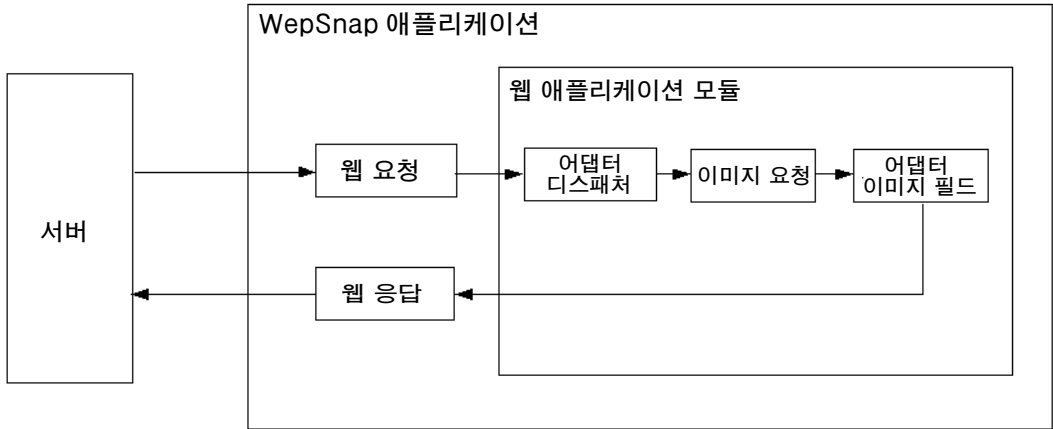 WepSnap 애플리케이션
웹 애플리케이션 모듈
서버
웹 요청
어댑터
디스패처
이미지 요청
어댑터
이미지 필드
웹 응답